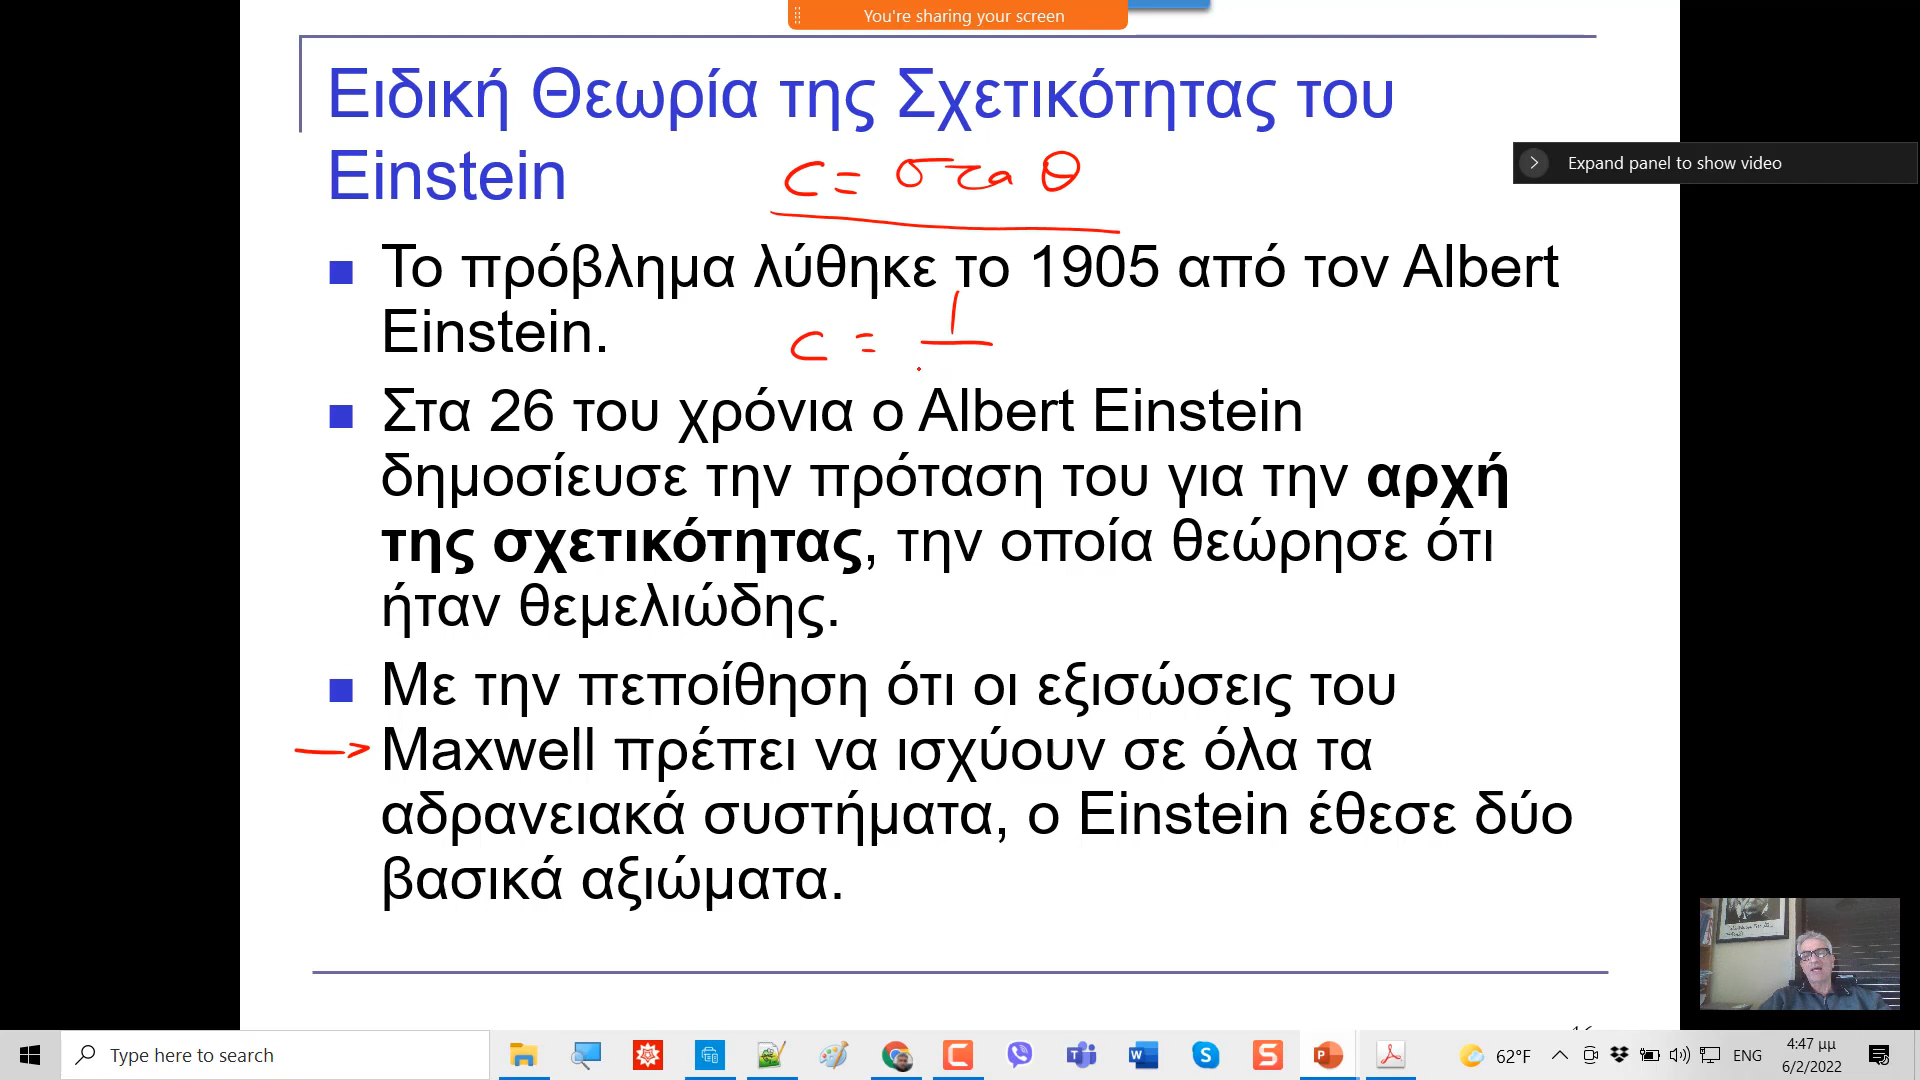 You're sharing your screen
Ειδική Θεωρία της Σχετικότητας του
Einstein
c = σταθ
Expand panel to show video
Το πρόβλημα λύθηκε το 1905 από τον Albert
Einstein.
c = 1
Στα 26 του χρόνια ο Albert Einstein
δημοσίευσε την πρόταση του για την αρχή
της σχετικότητας, την οποία θεώρησε ότι
ήταν θεμελιώδης.
Με την πεποίθηση ότι οι εξισώσεις του
Maxwell πρέπει να ισχύουν σε όλα τα
αδρανειακά συστήματα, ο Einstein έθεσε δύο
βασικά αξιώματα.
Type here to search
62°F
ENG
4:47 μμ
6/2/2022